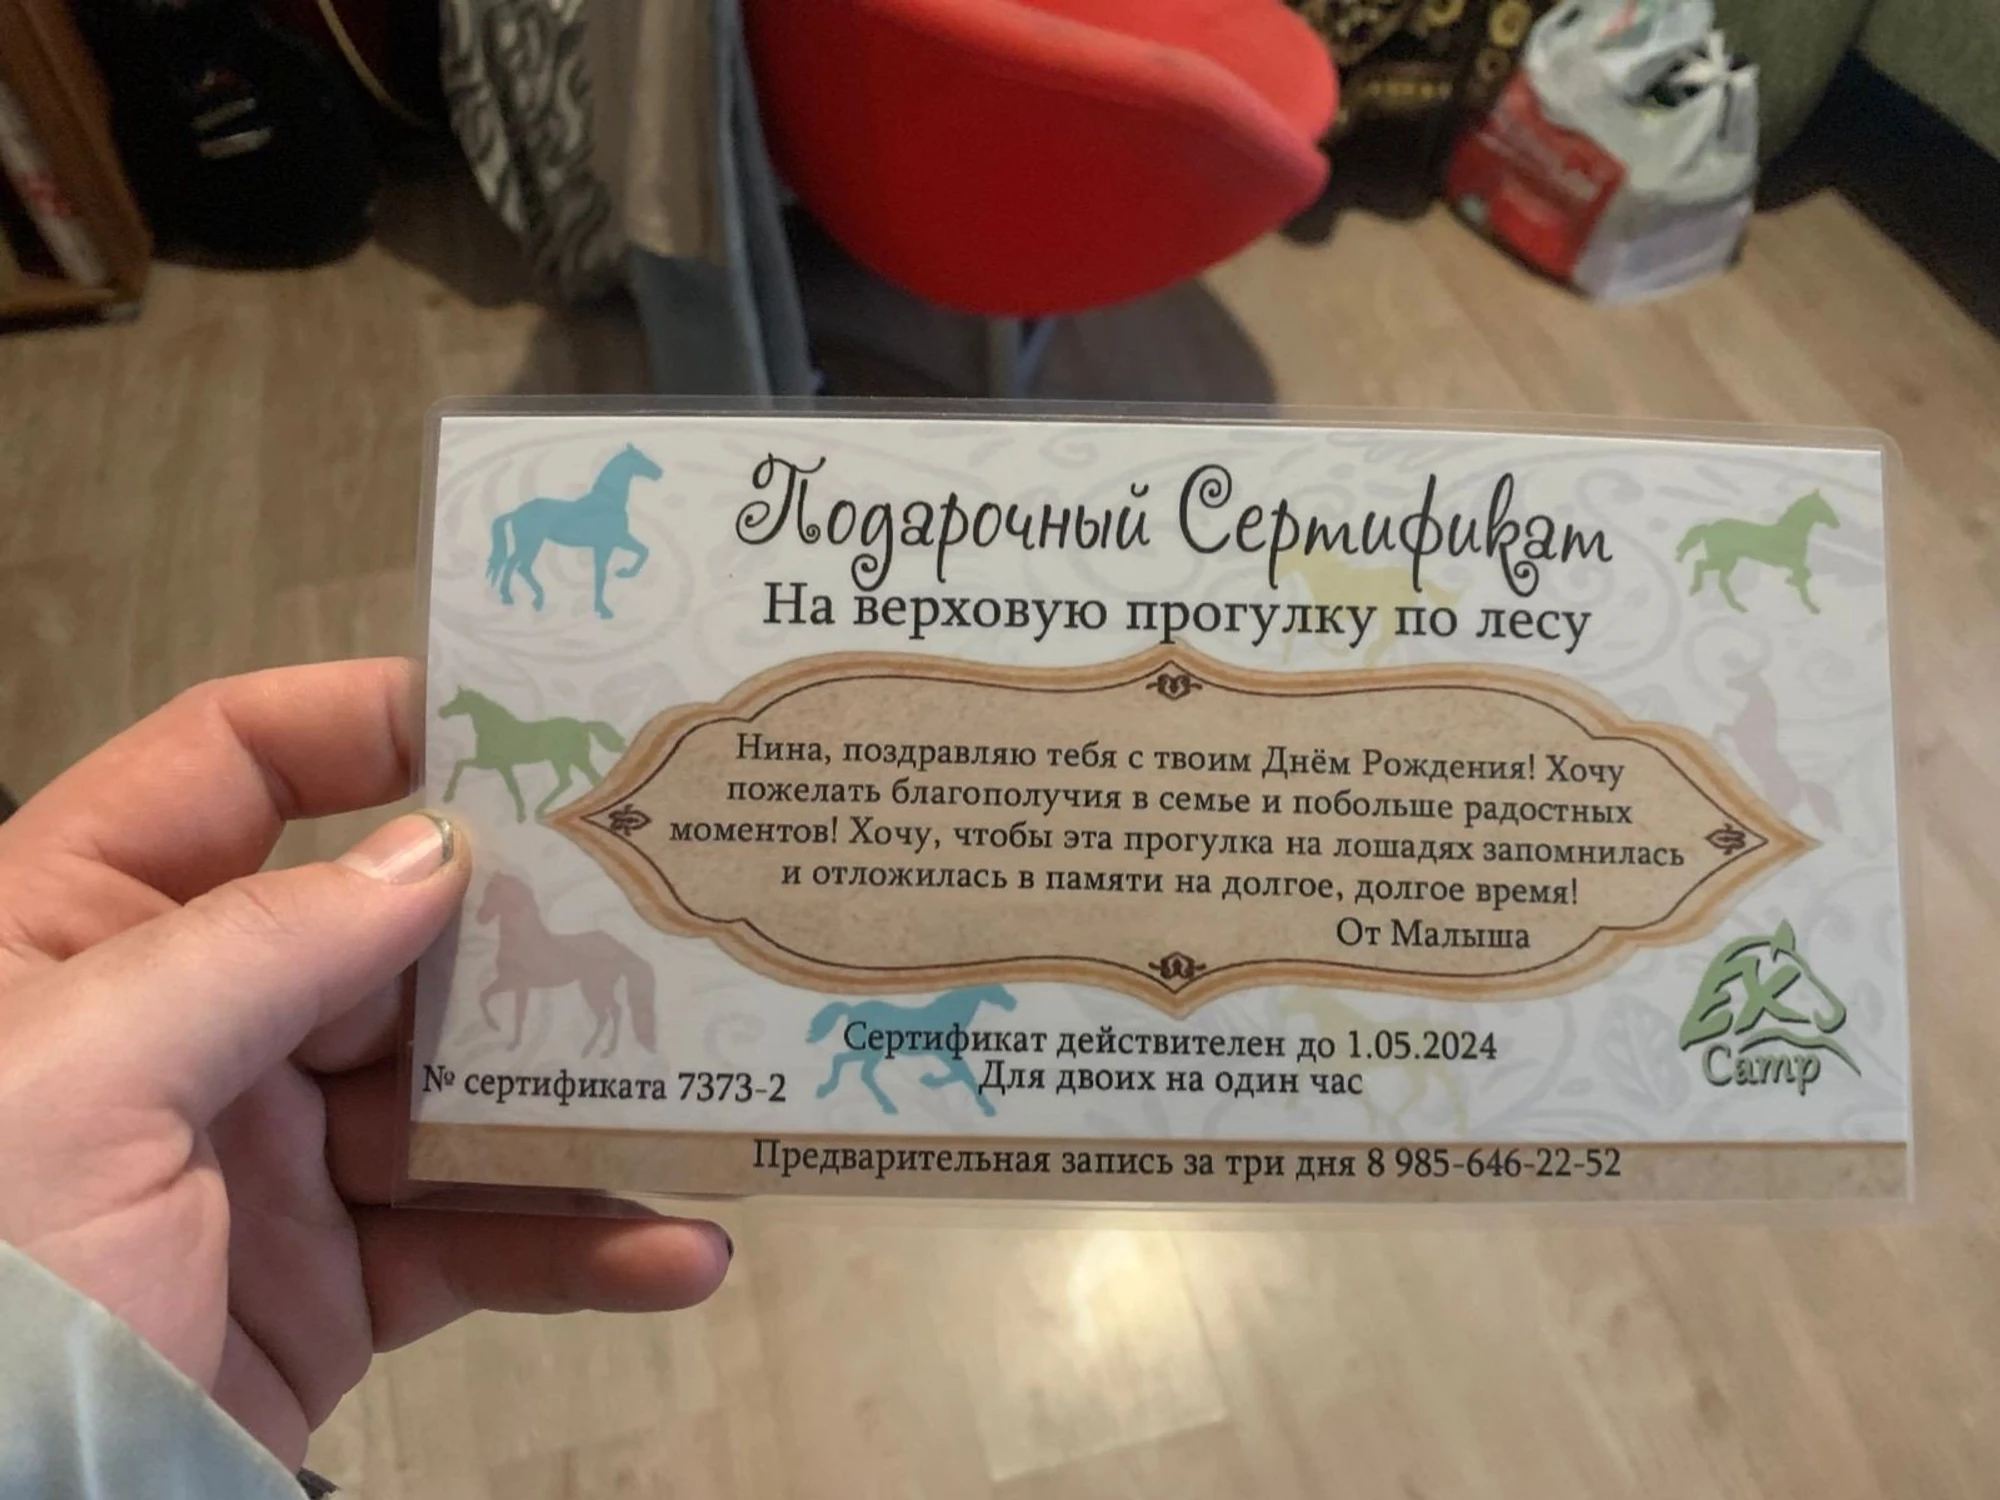 Подарочный Сертификат
На верховую прогулку по лесу
Нина, поздравляю тебя с твоим Днём Рождения! Хочу
пожелать благополучия в семье и побольше радостных
моментов! Хочу, чтобы эта прогулка на лошадях запомнилась
и отложилась в памяти на долгое, долгое время!
От Малыша
EK
Camp
Сертификат действителен до 1.05.2024
Для двоих на один час
№ сертификата 7373-2
Предварительная запись за три дня 8 985-646-22-52